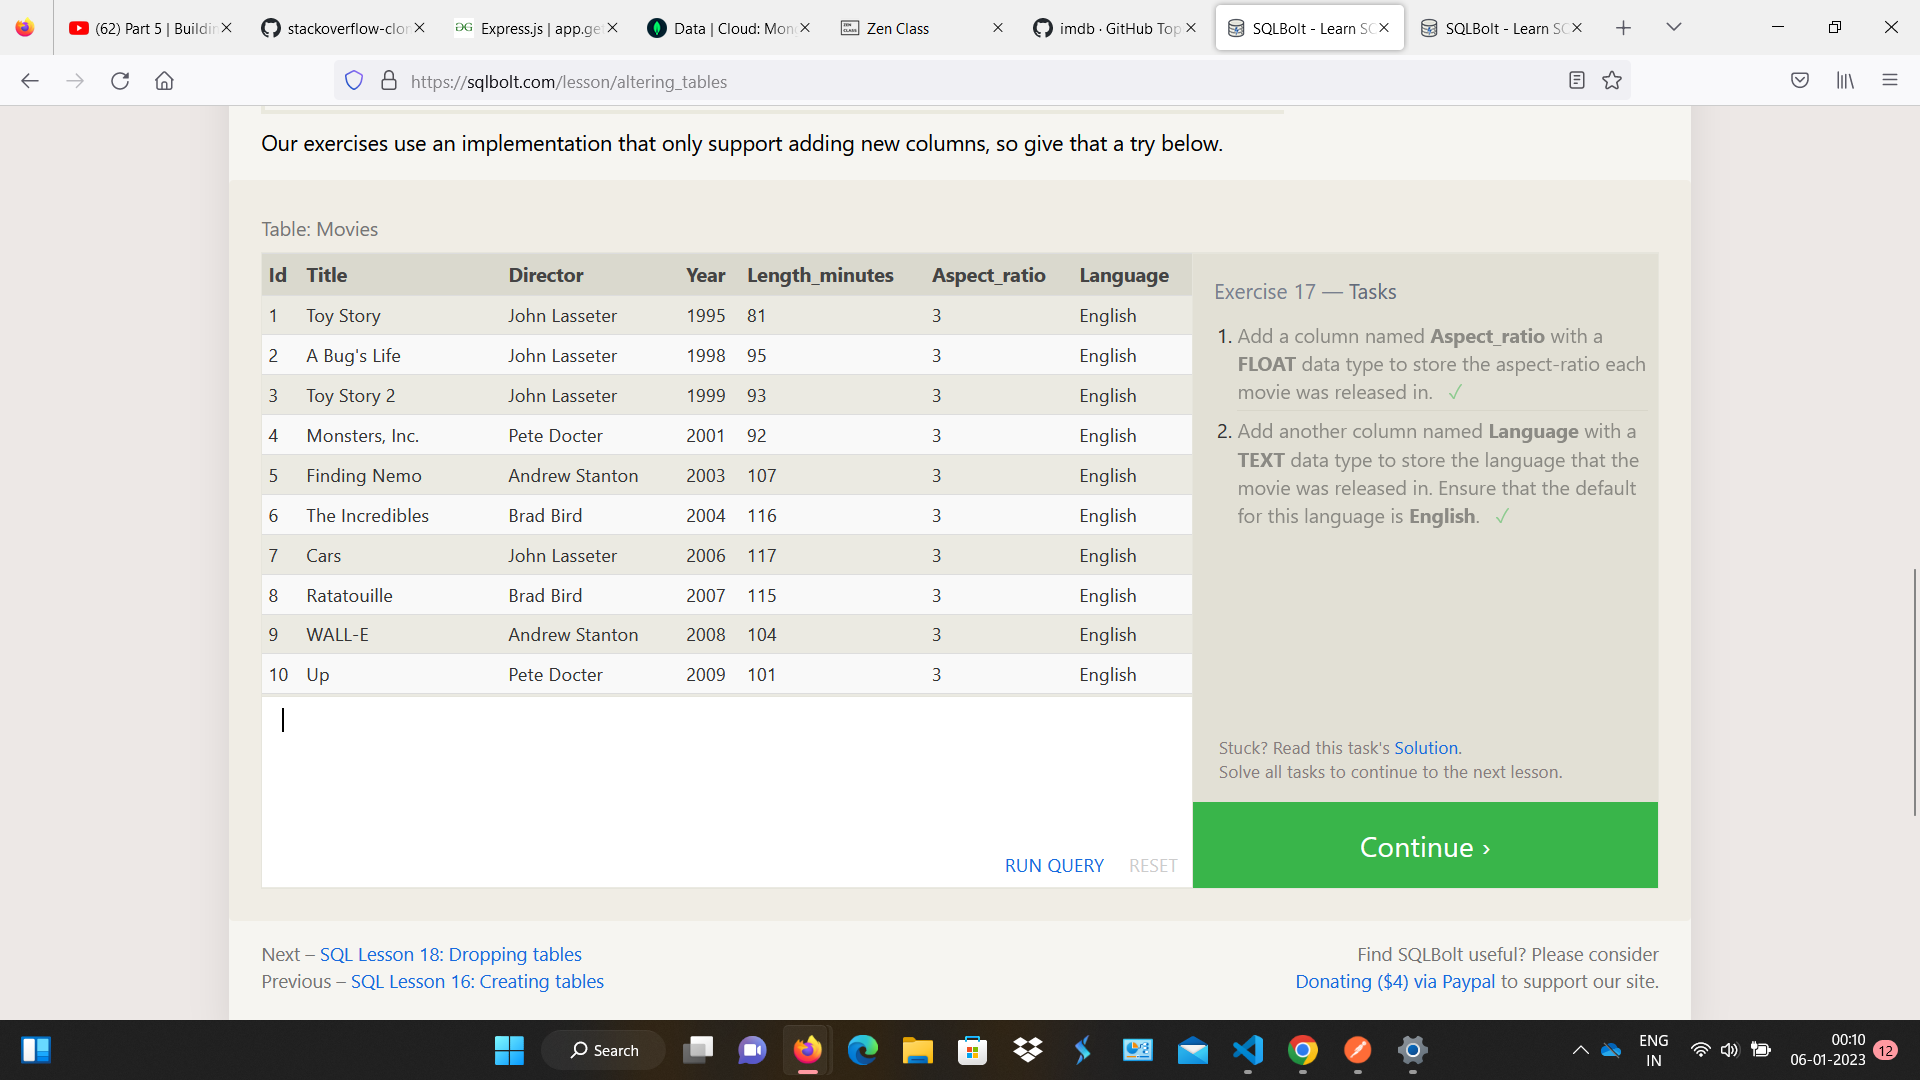 (62) Part 5 | Buildin
stackoverflow-clon
Express.js | app.ge
Data | Cloud: Mon
Zen Class
imdb · GitHub Top
SQLBolt - Learn SQ
SQLBolt - Learn SQ
https://sqlbolt.com/lesson/altering_tables
Our exercises use an implementation that only support adding new columns, so give that a try below.
Table: Movies
Id Title Director Year Length_minutes Aspect_ratio Language
1 Toy Story John Lasseter 1995 81 3 English
2 A Bug's Life John Lasseter 1998 95 3 English
3 Toy Story 2 John Lasseter 1999 93 3 English
4 Monsters, Inc. Pete Docter 2001 92 3 English
5 Finding Nemo Andrew Stanton 2003 107 3 English
6 The Incredibles Brad Bird 2004 116 3 English
7 Cars John Lasseter 2006 117 3 English
8 Ratatouille Brad Bird 2007 115 3 English
9 WALL-E Andrew Stanton 2008 104 3 English
10 Up Pete Docter 2009 101 3 English
RUN QUERY RESET
Exercise 17 — Tasks
1. Add a column named Aspect_ratio with a
FLOAT data type to store the aspect-ratio each
movie was released in. ✓
2. Add another column named Language with a
TEXT data type to store the language that the
movie was released in. Ensure that the default
for this language is English. ✓
Stuck? Read this task's Solution.
Solve all tasks to continue to the next lesson.
Continue ›
Next – SQL Lesson 18: Dropping tables
Previous – SQL Lesson 16: Creating tables
Find SQLBolt useful? Please consider
Donating ($4) via Paypal to support our site.
Search
ENG
IN
00:10
06-01-2023
12